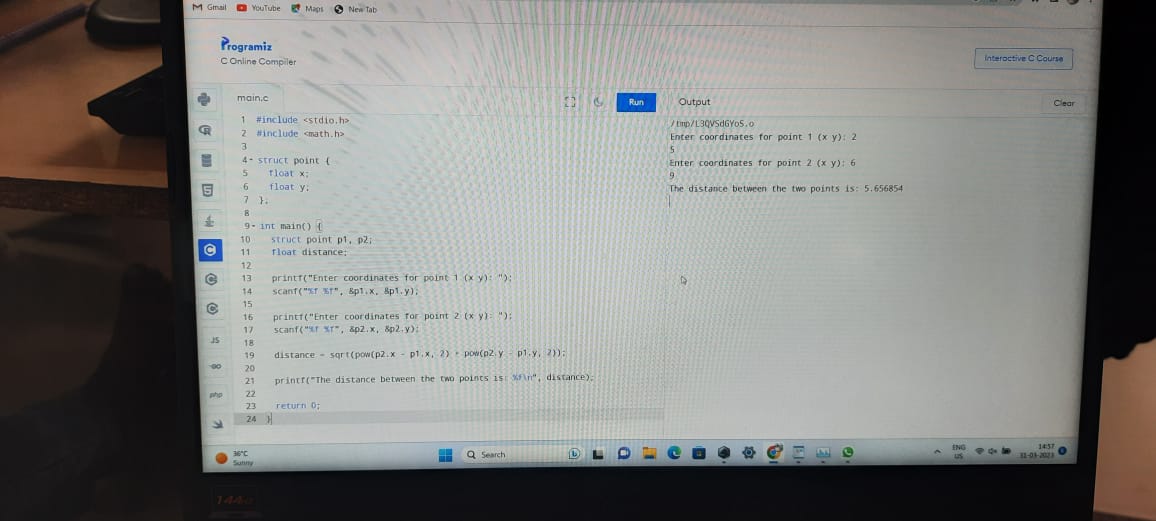 Gmail YouTube Maps New Tab
Programiz
C Online Compiler
Interactive C Course
main.c
Run
Output
Clear
1 #include <stdio.h>
2 #include <math.h>
3
4 struct point {
5 float x;
6 float y;
7 };
8
9 int main() {
10 struct point p1, p2;
11 float distance;
12
13 printf("Enter coordinates for point 1 (x y): ");
14 scanf("%f %f", &p1.x, &p1.y);
15
16 printf("Enter coordinates for point 2 (x y): ");
17 scanf("%f %f", &p2.x, &p2.y);
18
19 distance = sqrt(pow(p2.x - p1.x, 2) + pow(p2.y - p1.y, 2));
20
21 printf("The distance between the two points is: %f\n", distance);
22
23 return 0;
24 }
/tmp/L3QVSdGYoS.o
Enter coordinates for point 1 (x y): 2
5
Enter coordinates for point 2 (x y): 6
9
The distance between the two points is: 5.656854
JS
GO
php
36°C
Sunny
Search
ENG
US
14:57
31-03-2023
144